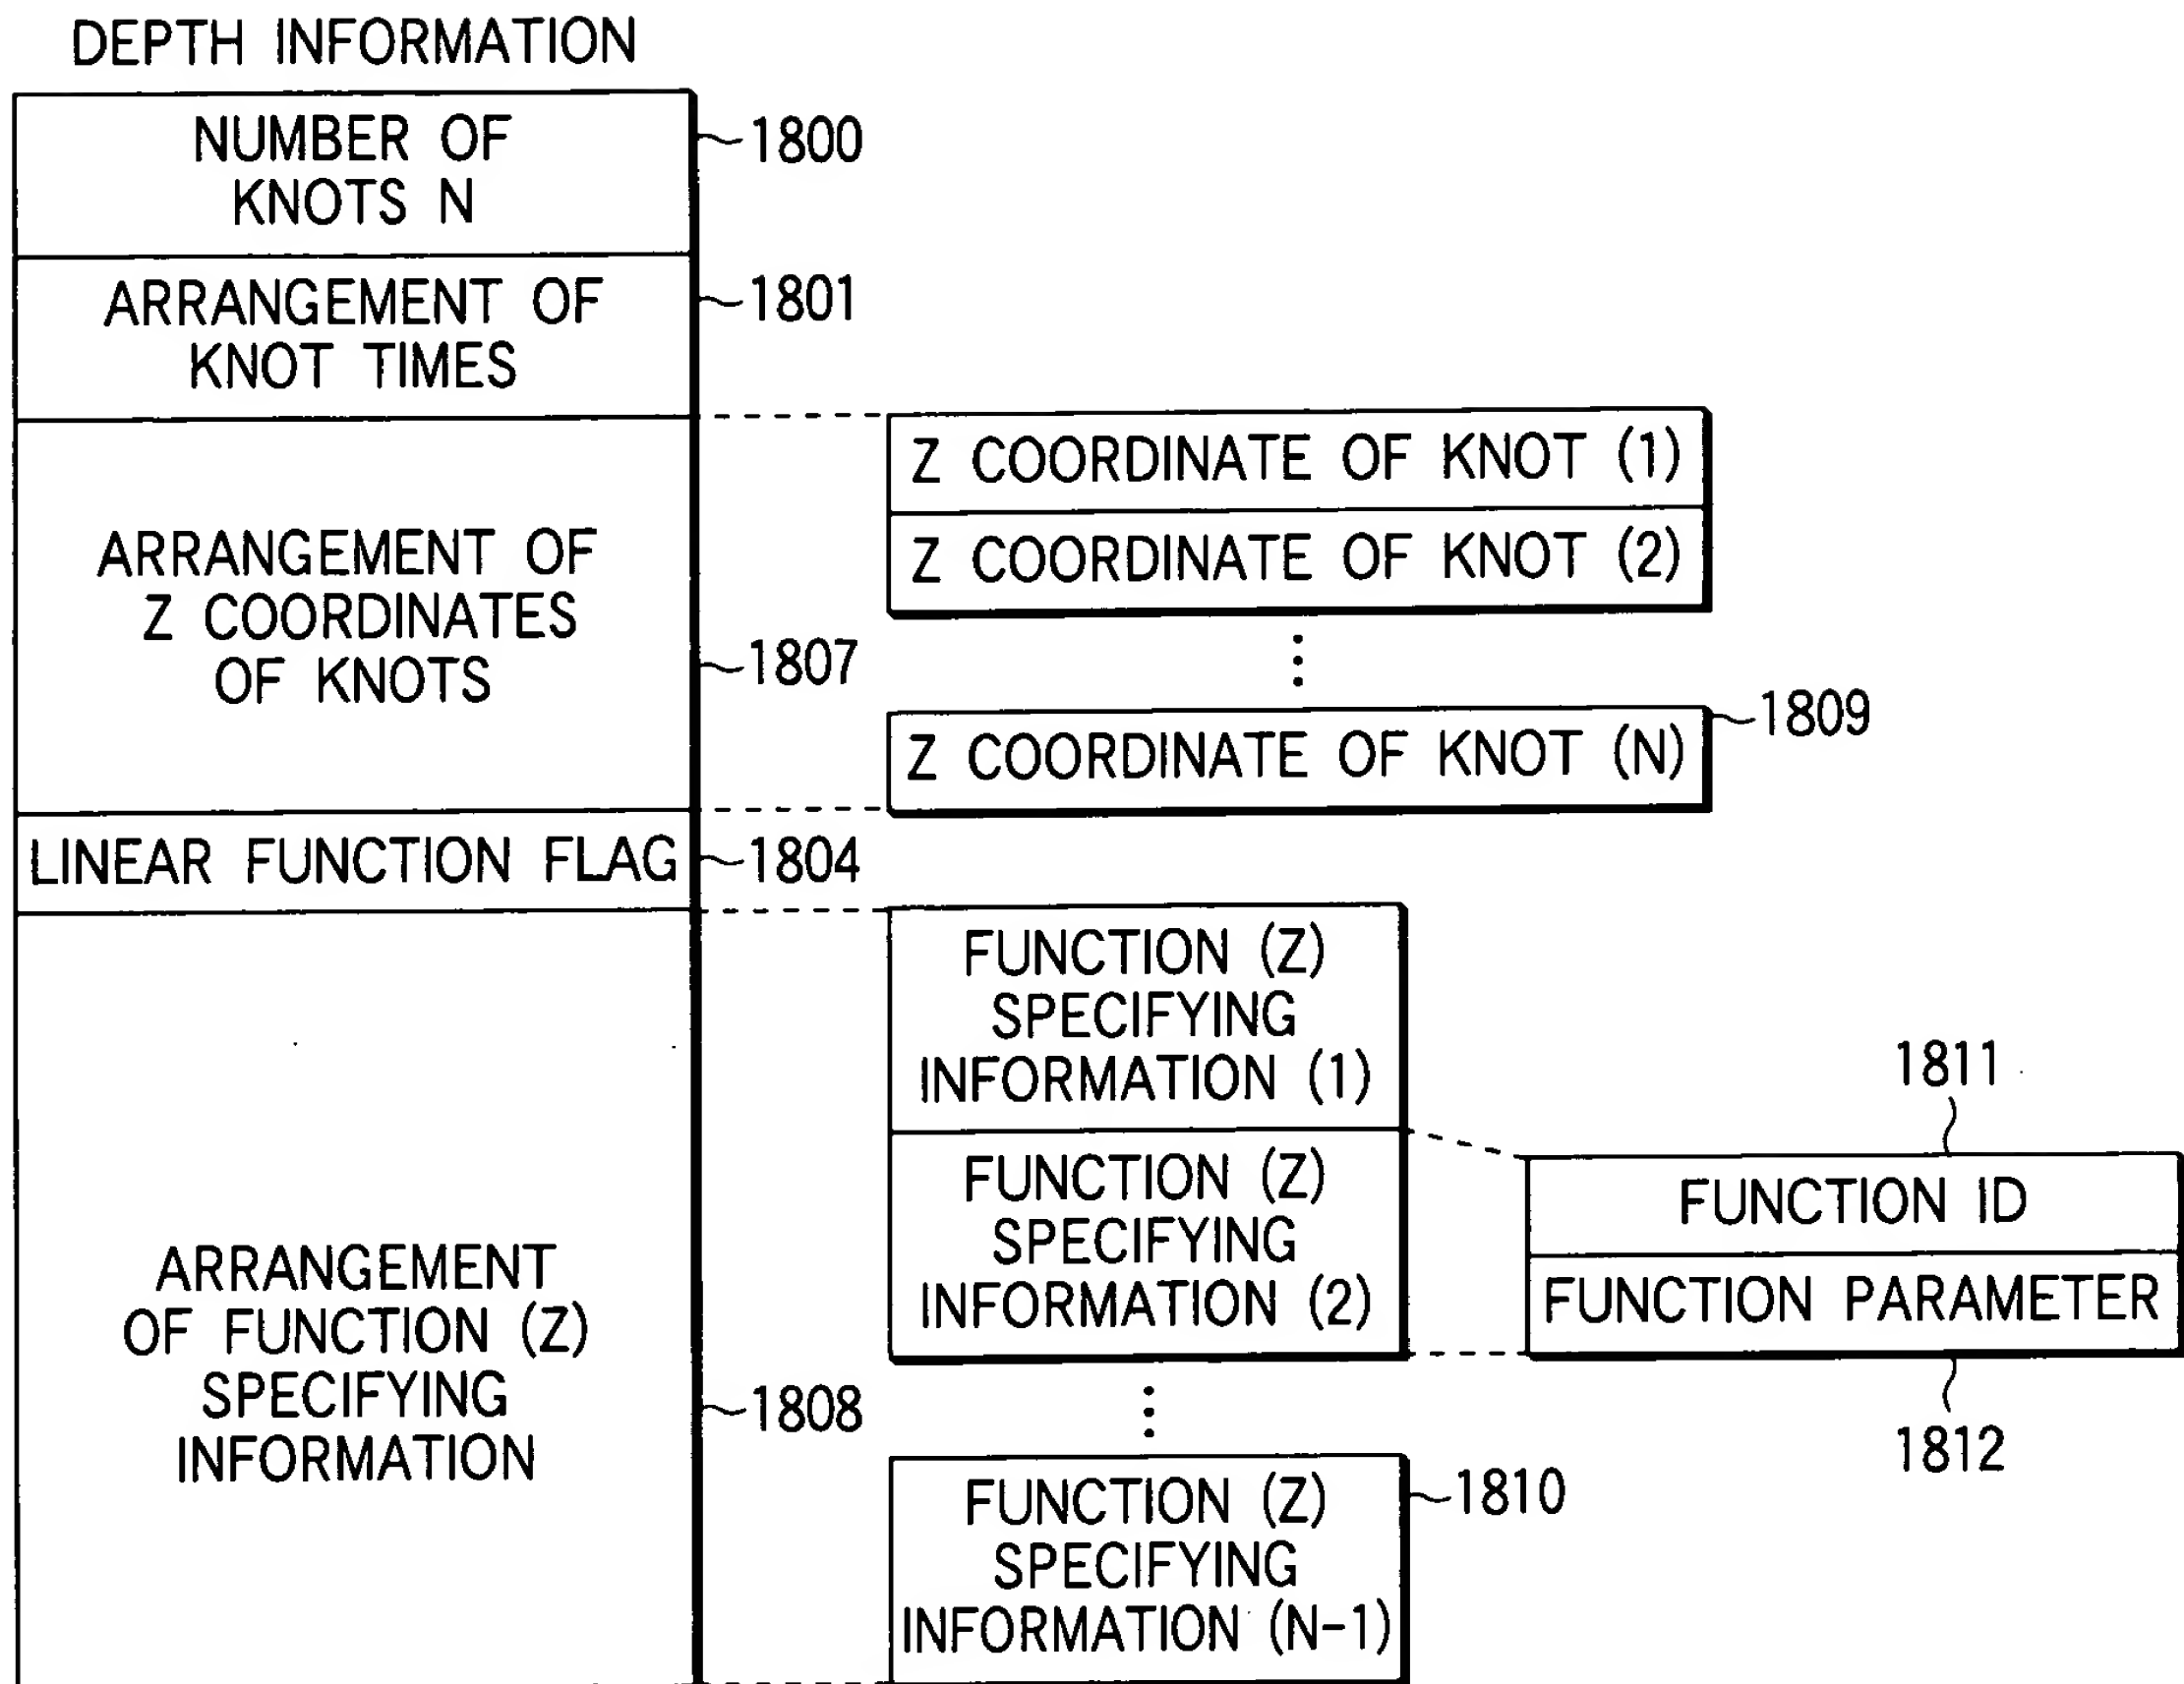 DEPTH INFORMATION
NUMBER OF
KNOTS N
1800
ARRANGEMENT OF
KNOT TIMES
1801
ARRANGEMENT OF
Z COORDINATES
OF KNOTS
1807
Z COORDINATE OF KNOT (1)
Z COORDINATE OF KNOT (2)
Z COORDINATE OF KNOT (N)
1809
LINEAR FUNCTION FLAG
1804
ARRANGEMENT
OF FUNCTION (Z)
SPECIFYING
INFORMATION
1808
FUNCTION (Z)
SPECIFYING
INFORMATION (1)
FUNCTION (Z)
SPECIFYING
INFORMATION (2)
FUNCTION (Z)
SPECIFYING
INFORMATION (N-1)
1810
1811
FUNCTION ID
FUNCTION PARAMETER
1812